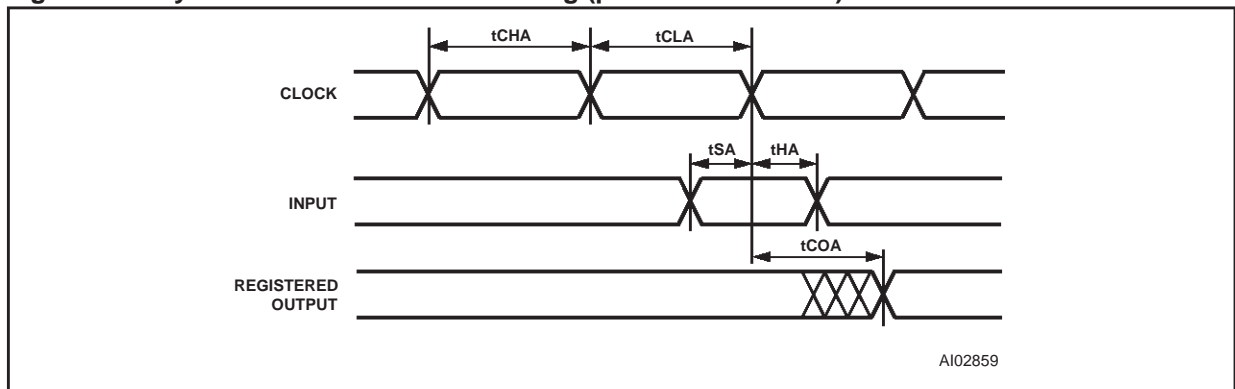 tCHA tCLA
CLOCK
tSA tHA
INPUT
tCOA
REGISTERED
OUTPUT
AI02859